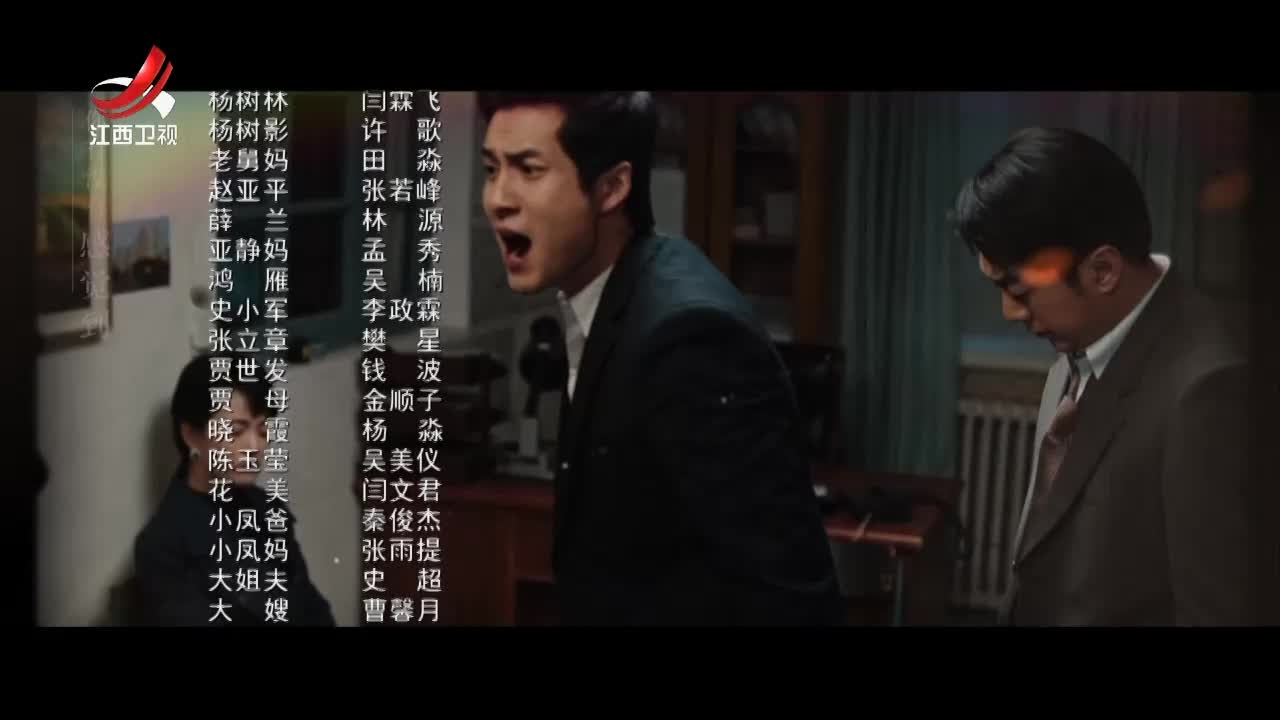 江西卫视
杨树林 闫霖飞
杨树影 许歌
老舅妈 田淼
赵亚平 张若峰
薛兰 林源
亚静妈 孟秀
鸿雁 吴楠
史小军 李政霖
张立章 樊星
贾世发 钱波
贾母 金顺子
晓霞 杨淼
陈玉莹 吴美仪
花美 闫文君
小凤爸 秦俊杰
小凤妈 张雨提
大姐夫 史超
大嫂 曹馨月
感觉到